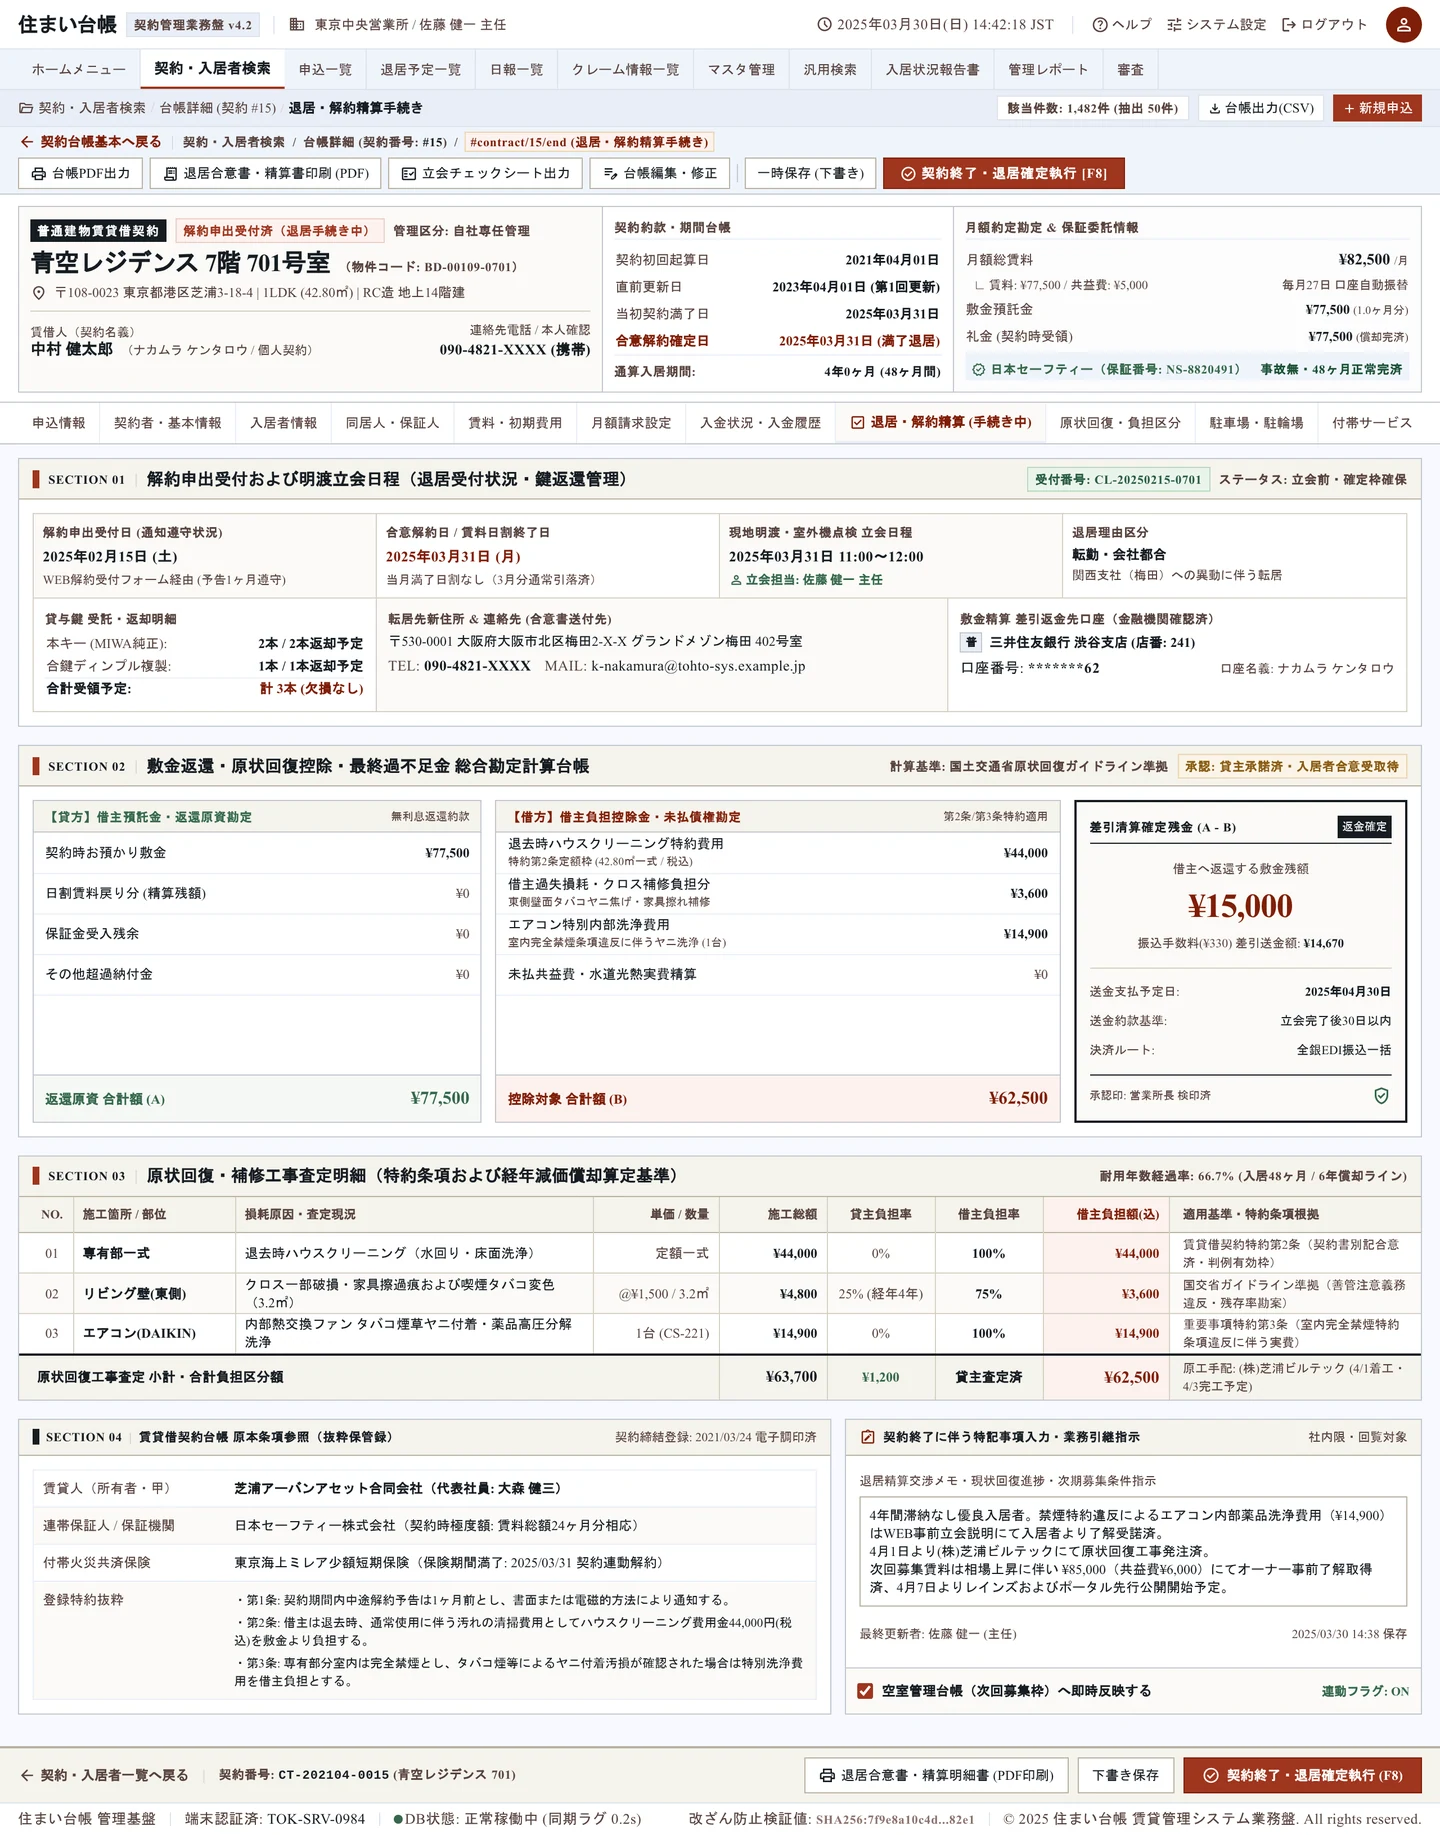 住まい台帳 契約管理業務盤 v4.2 東京中央営業所 / 佐藤 健一 主任 2025年03月30日(日) 14:42:18 JST ヘルプ システム設定 ログアウト
ホームメニュー 契約・入居者検索 申込一覧 退居予定一覧 日報一覧 クレーム情報一覧 マスタ管理 汎用検索 入居状況報告書 管理レポート 審査
契約・入居者検索 / 台帳詳細 (契約 #15) / 退居・解約精算手続き 該当件数: 1,482件 (抽出 50件) 台帳出力(CSV) + 新規申込
← 契約台帳基本へ戻る 契約・入居者検索 / 台帳詳細 (契約番号: #15) / #contract/15/end (退居・解約精算手続き)
台帳PDF出力 退居合意書・精算書印刷 (PDF) 立会チェックシート出力 台帳編集・修正 一時保存 (下書き) 契約終了・退居確定執行 [F8]
普通建物賃貸借契約 解約申出受付済（退居手続き中） 管理区分: 自社専任管理
青空レジデンス 7階 701号室 （物件コード: BD-00109-0701）
〒108-0023 東京都港区芝浦3-18-4 | 1LDK (42.80㎡) | RC造 地上14階建
賃借人（契約名義） 連絡先電話 / 本人確認
中村 健太郎 （ナカムラ ケンタロウ / 個人契約） 090-4821-XXXX (携帯)
契約約款・期間台帳
契約初回起算日 2021年04月01日
直前更新日 2023年04月01日 (第1回更新)
当初契約満了日 2025年03月31日
合意解約確定日 2025年03月31日 (満了退居)
通算入居期間: 4年0ヶ月 (48ヶ月間)
月額約定勘定 & 保証委託情報
月額総賃料 ¥82,500 /月
∟ 賃料: ¥77,500 / 共益費: ¥5,000 毎月27日 口座自動振替
敷金預託金 ¥77,500 (1.0ヶ月分)
礼金 (契約時受領) ¥77,500 (償却完済)
日本セーフティー（保証番号: NS-8820491） 事故無・48ヶ月正常完済
申込情報 契約者・基本情報 入居者情報 同居人・保証人 賃料・初期費用 月額請求設定 入金状況・入金履歴 退居・解約精算 (手続き中) 原状回復・負担区分 駐車場・駐輪場 付帯サービス
SECTION 01 解約申出受付および明渡立会日程（退居受付状況・鍵返還管理） 受付番号: CL-20250215-0701 ステータス: 立会前・確定枠確保
解約申出受付日 (通知遵守状況)
2025年02月15日 (土)
WEB解約受付フォーム経由 (予告1ヶ月遵守)
合意解約日 / 賃料日割終了日
2025年03月31日 (月)
当月満了日割なし（3月分通常引落済）
現地明渡・室外機点検 立会日程
2025年03月31日 11:00〜12:00
立会担当: 佐藤 健一 主任
退居理由区分
転勤・会社都合
関西支社（梅田）への異動に伴う転居
貸与鍵 受託・返却明細
本キー (MIWA純正): 2本 / 2本返却予定
合鍵ディンプル複製: 1本 / 1本返却予定
合計受領予定: 計 3本 (欠損なし)
転居先新住所 & 連絡先 (合意書送付先)
〒530-0001 大阪府大阪市北区梅田2-X-X グランドメゾン梅田 402号室
TEL: 090-4821-XXXX MAIL: k-nakamura@tohto-sys.example.jp
敷金精算 差引返金先口座（金融機関確認済）
普 三井住友銀行 渋谷支店 (店番: 241)
口座番号: *******62 口座名義: ナカムラ ケンタロウ
SECTION 02 敷金返還・原状回復控除・最終過不足金 総合勘定計算台帳 計算基準: 国土交通省原状回復ガイドライン準拠 承認: 貸主承諾済・入居者合意受取待
【貸方】借主預託金・返還原資勘定 無利息返還約款
契約時お預かり敷金 ¥77,500
日割賃料戻り分 (精算残額) ¥0
保証金受入残余 ¥0
その他超過納付金 ¥0
返還原資 合計額 (A) ¥77,500
【借方】借主負担控除金・未払債権勘定 第2条/第3条特約適用
退去時ハウスクリーニング特約費用
特約第2条定額枠 (42.80㎡一式 / 税込) ¥44,000
借主過失損耗・クロス補修負担分
東側壁面タバコヤニ焦げ・家具擦れ補修 ¥3,600
エアコン特別内部洗浄費用
室内完全禁煙条項違反に伴うヤニ洗浄 (1台) ¥14,900
未払共益費・水道光熱実費精算 ¥0
控除対象 合計額 (B) ¥62,500
差引清算確定残金 (A - B) 返金確定
借主へ返還する敷金残額
¥15,000
振込手数料(¥330) 差引送金額: ¥14,670
送金支払予定日: 2025年04月30日
送金約款基準: 立会完了後30日以内
決済ルート: 全銀EDI振込一括
承認印: 営業所長 検印済
SECTION 03 原状回復・補修工事査定明細（特約条項および経年減価償却算定基準） 耐用年数経過率: 66.7% (入居48ヶ月 / 6年償却ライン)
NO. 施工箇所 / 部位 損耗原因・査定現況 単価 / 数量 施工総額 貸主負担率 借主負担率 借主負担額(込) 適用基準・特約条項根拠
01 専有部一式 退去時ハウスクリーニング（水回り・床面洗浄） 定額一式 ¥44,000 0% 100% ¥44,000 賃貸借契約特約第2条（契約書別記合意済・判例有効枠）
02 リビング壁(東側) クロス一部破損・家具擦過痕および喫煙タバコ変色（3.2㎡） @¥1,500 / 3.2㎡ ¥4,800 25% (経年4年) 75% ¥3,600 国交省ガイドライン準拠（善管注意義務違反・残存率勘案）
03 エアコン(DAIKIN) 内部熱交換ファン タバコ煙草ヤニ付着・薬品高圧分解洗浄 1台 (CS-221) ¥14,900 0% 100% ¥14,900 重要事項特約第3条（室内完全禁煙特約条項違反に伴う実費）
原状回復工事査定 小計・合計負担区分額 ¥63,700 ¥1,200 貸主査定済 ¥62,500 原工手配: (株)芝浦ビルテック (4/1着工・4/3完工予定)
SECTION 04 賃貸借契約台帳 原本条項参照（抜粋保管録） 契約締結登録: 2021/03/24 電子調印済
賃貸人（所有者・甲） 芝浦アーバンアセット合同会社（代表社員: 大森 健三）
連帯保証人 / 保証機関 日本セーフティー株式会社（契約時極度額: 賃料総額24ヶ月分相応）
付帯火災共済保険 東京海上ミレア少額短期保険（保険期間満了: 2025/03/31 契約連動解約）
登録特約抜粋 ・第1条: 契約期間内中途解約予告は1ヶ月前とし、書面または電磁的方法により通知する。
・第2条: 借主は退去時、通常使用に伴う汚れの清掃費用としてハウスクリーニング費用金44,000円(税
込)を敷金より負担する。
・第3条: 専有部分室内は完全禁煙とし、タバコ煙等によるヤニ付着汚損が確認された場合は特別洗浄費
用を借主負担とする。
契約終了に伴う特記事項入力・業務引継指示 社内限・回覧対象
退居精算交渉メモ・現状回復進捗・次期募集条件指示
4年間滞納なし優良入居者。禁煙特約違反によるエアコン内部薬品洗浄費用（¥14,900）
はWEB事前立会説明にて入居者より了解受諾済。
4月1日より(株)芝浦ビルテックにて原状回復工事発注済。
次回募集賃料は相場上昇に伴い ¥85,000（共益費¥6,000）にてオーナー事前了解取得
済、4月7日よりレインズおよびポータル先行公開開始予定。
最終更新者: 佐藤 健一 (主任) 2025/03/30 14:38 保存
空室管理台帳（次回募集枠）へ即時反映する 連動フラグ: ON
← 契約・入居者一覧へ戻る 契約番号: CT-202104-0015 (青空レジデンス 701) 退居合意書・精算明細書 (PDF印刷) 下書き保存 契約終了・退居確定執行 (F8)
住まい台帳 管理基盤 端末認証済: TOK-SRV-0984 ●DB状態: 正常稼働中 (同期ラグ 0.2s) 改ざん防止検証値: SHA256:7f9e8a10c4d...82e1 © 2025 住まい台帳 賃貸管理システム業務盤. All rights reserved.